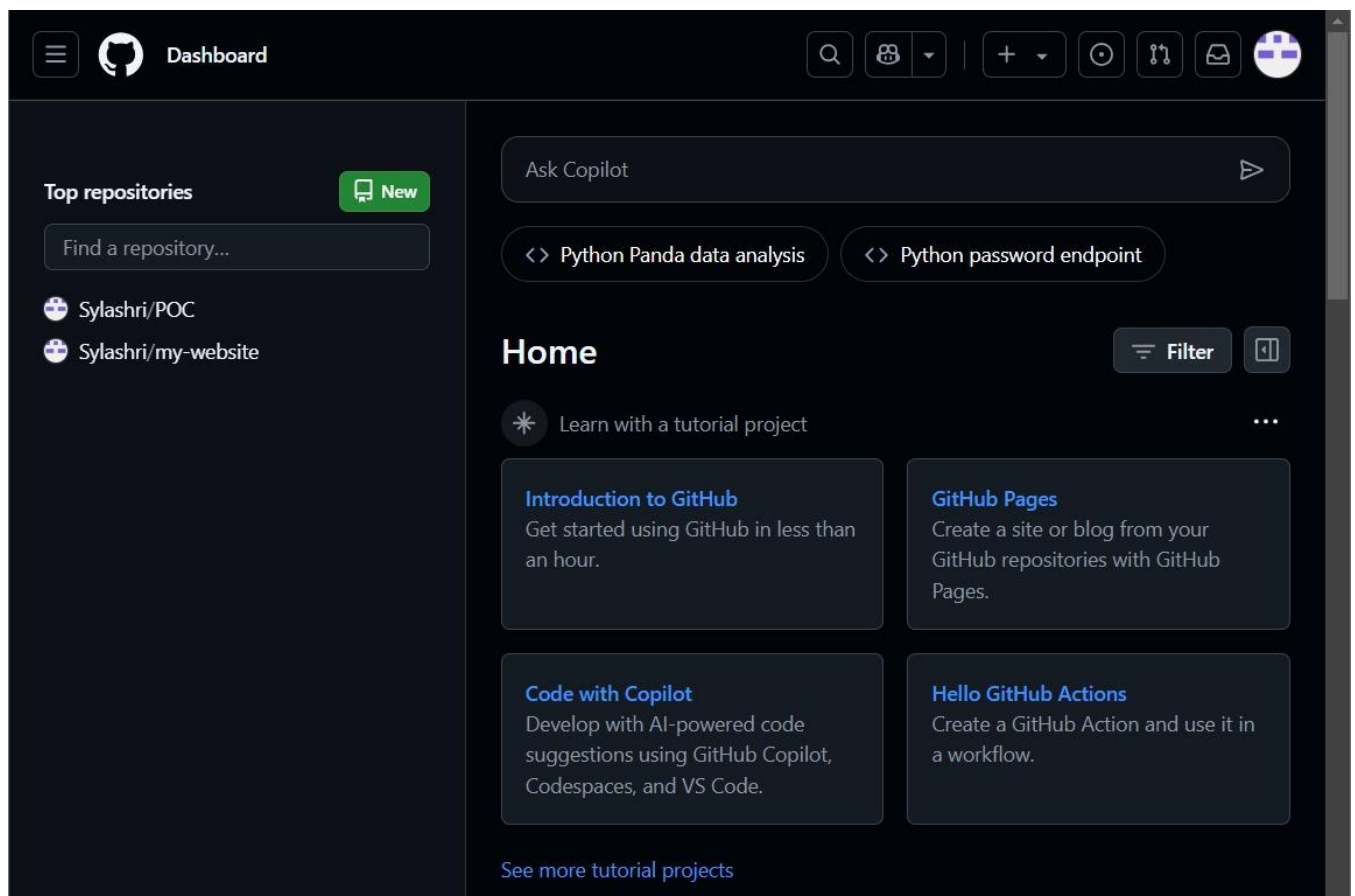 Dashboard
Top repositories
New
Find a repository...
Sylashri/POC
Sylashri/my-website
Ask Copilot
Python Panda data analysis
Python password endpoint
Home
Filter
Learn with a tutorial project
Introduction to GitHub
Get started using GitHub in less than
an hour.
GitHub Pages
Create a site or blog from your
GitHub repositories with GitHub
Pages.
Code with Copilot
Develop with AI-powered code
suggestions using GitHub Copilot,
Codespaces, and VS Code.
Hello GitHub Actions
Create a GitHub Action and use it in
a workflow.
See more tutorial projects